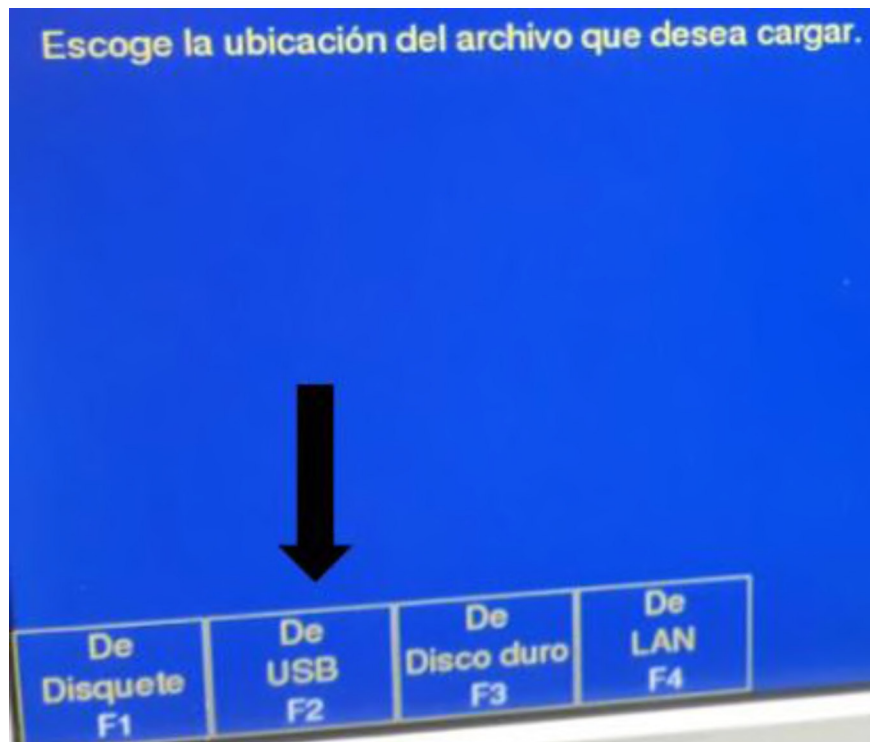 Escoge la ubicación del archivo que desea cargar.
De
Disquete
F1
De
USB
F2
De
Disco duro
F3
De
LAN
F4